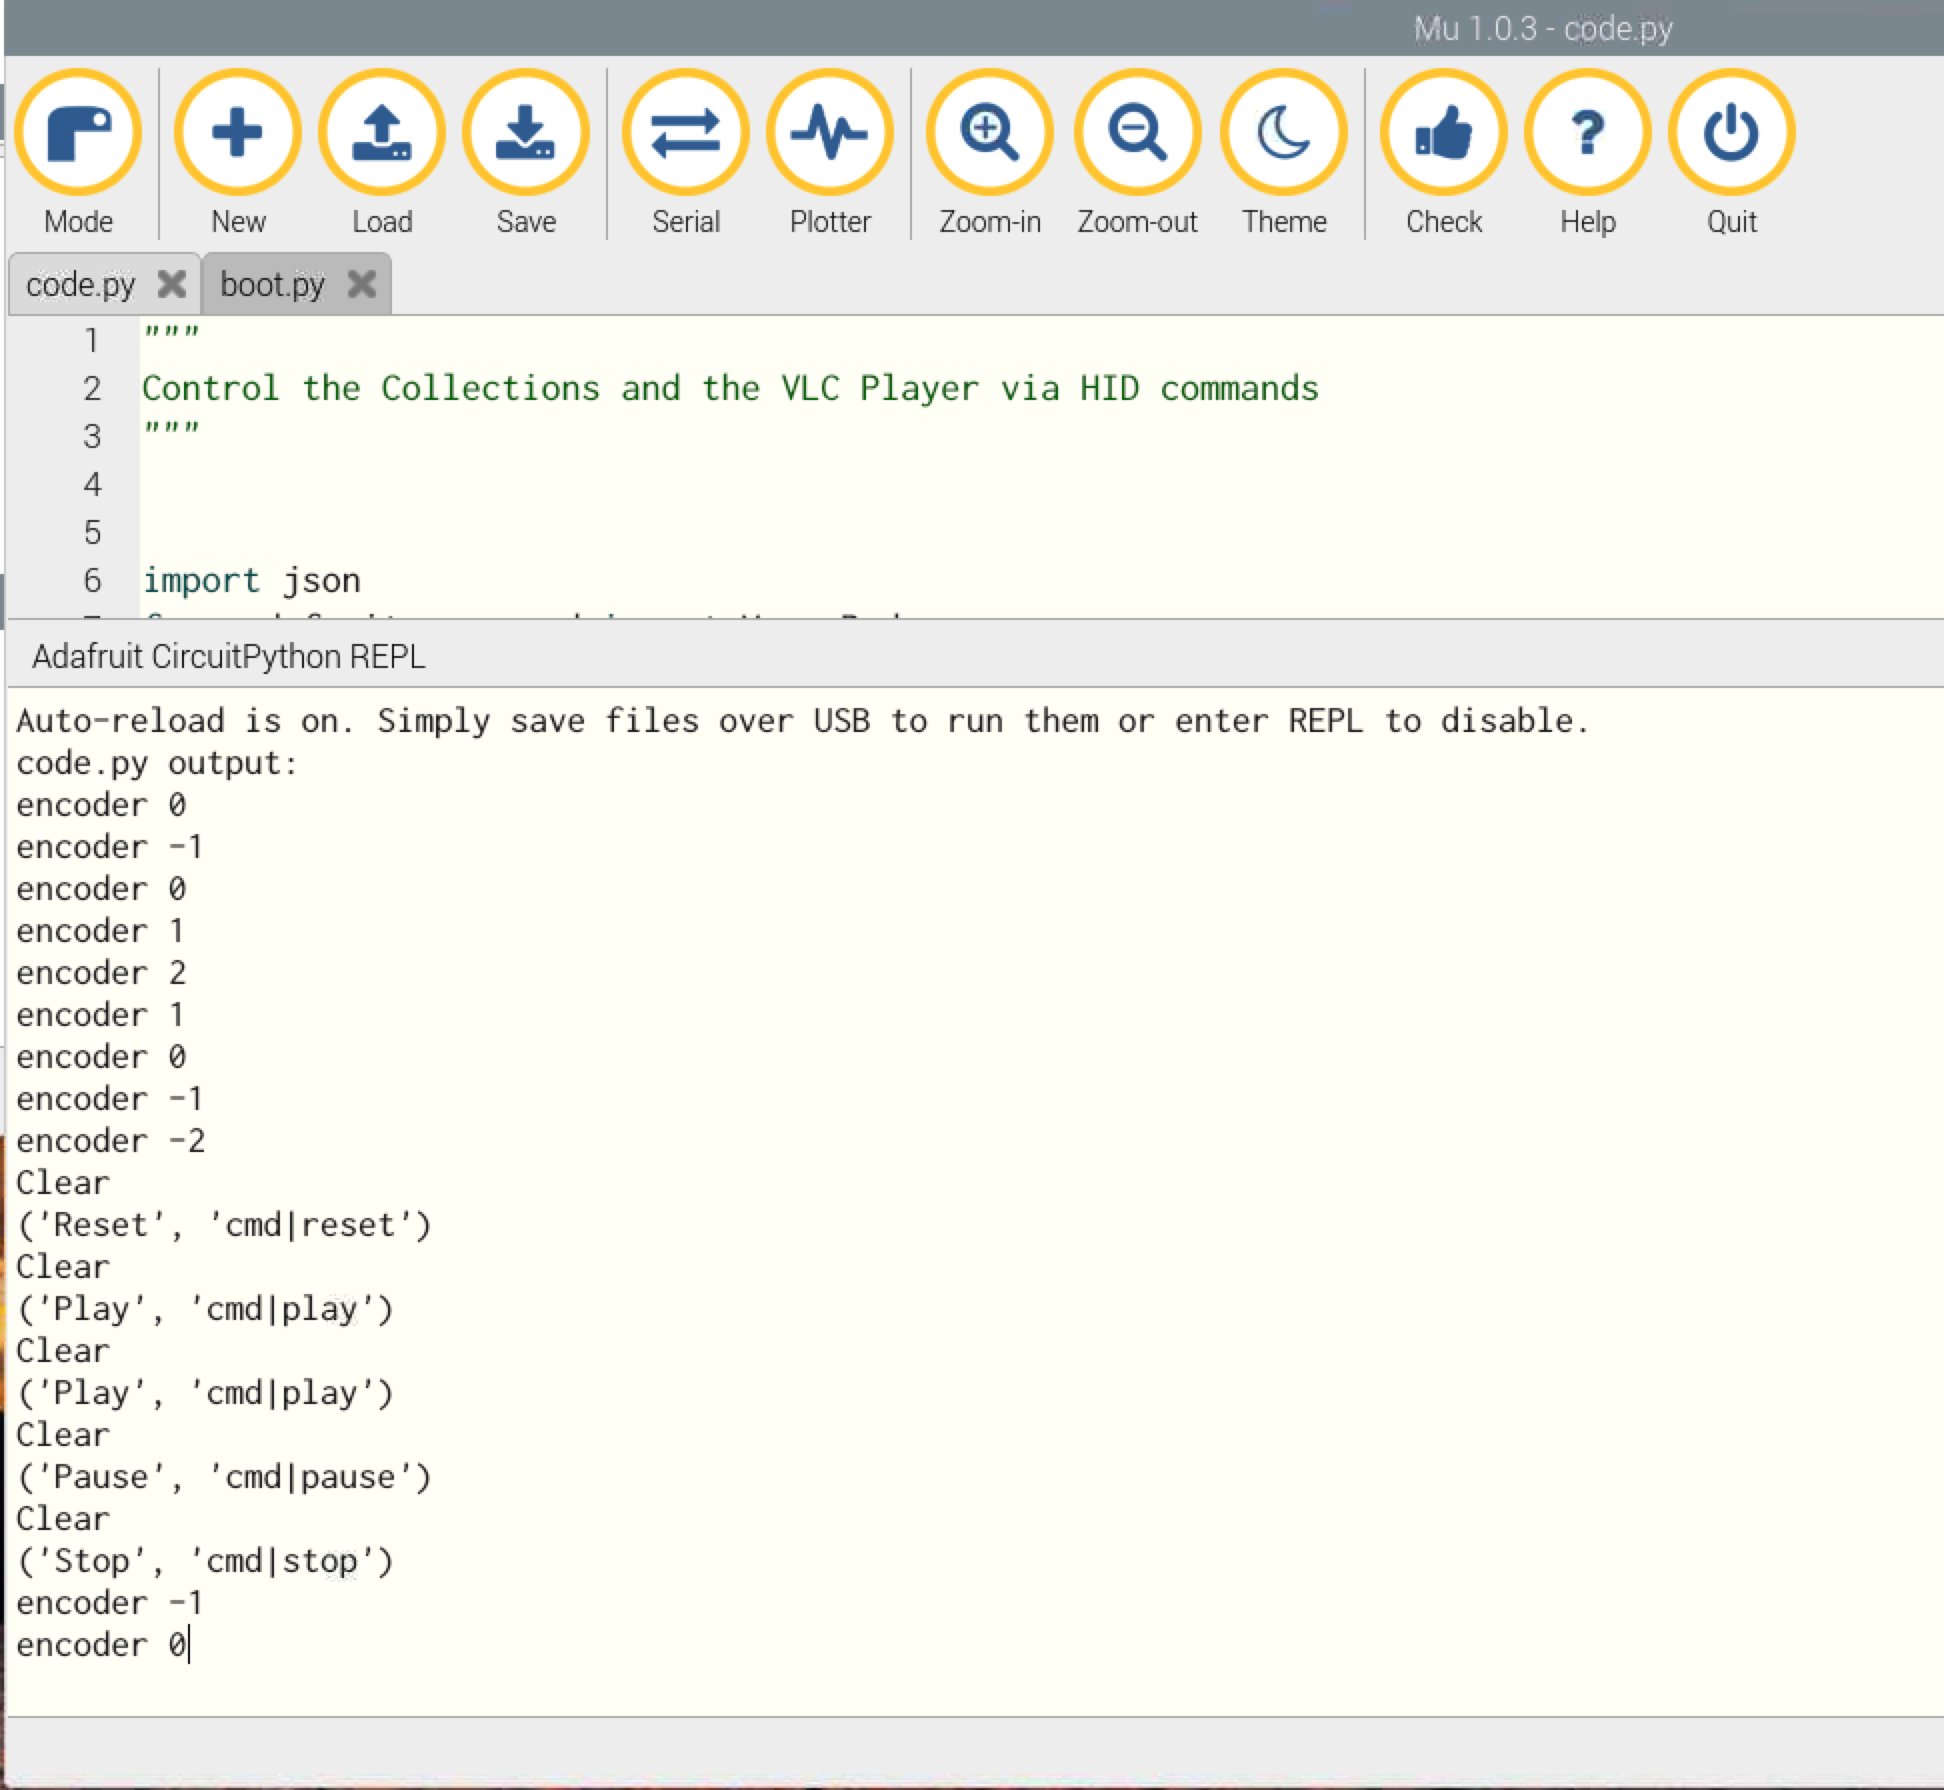 Mu 1.0.3 - code.py
Mode New Load Save Serial Plotter Zoom-in Zoom-out Theme Check Help Quit
code.py boot.py
1 """
2 Control the Collections and the VLC Player via HID commands
3 """
4
5
6 import json
Adafruit CircuitPython REPL
Auto-reload is on. Simply save files over USB to run them or enter REPL to disable.
code.py output:
encoder 0
encoder -1
encoder 0
encoder 1
encoder 2
encoder 1
encoder 0
encoder -1
encoder -2
Clear
('Reset', 'cmd|reset')
Clear
('Play', 'cmd|play')
Clear
('Play', 'cmd|play')
Clear
('Pause', 'cmd|pause')
Clear
('Stop', 'cmd|stop')
encoder -1
encoder 0